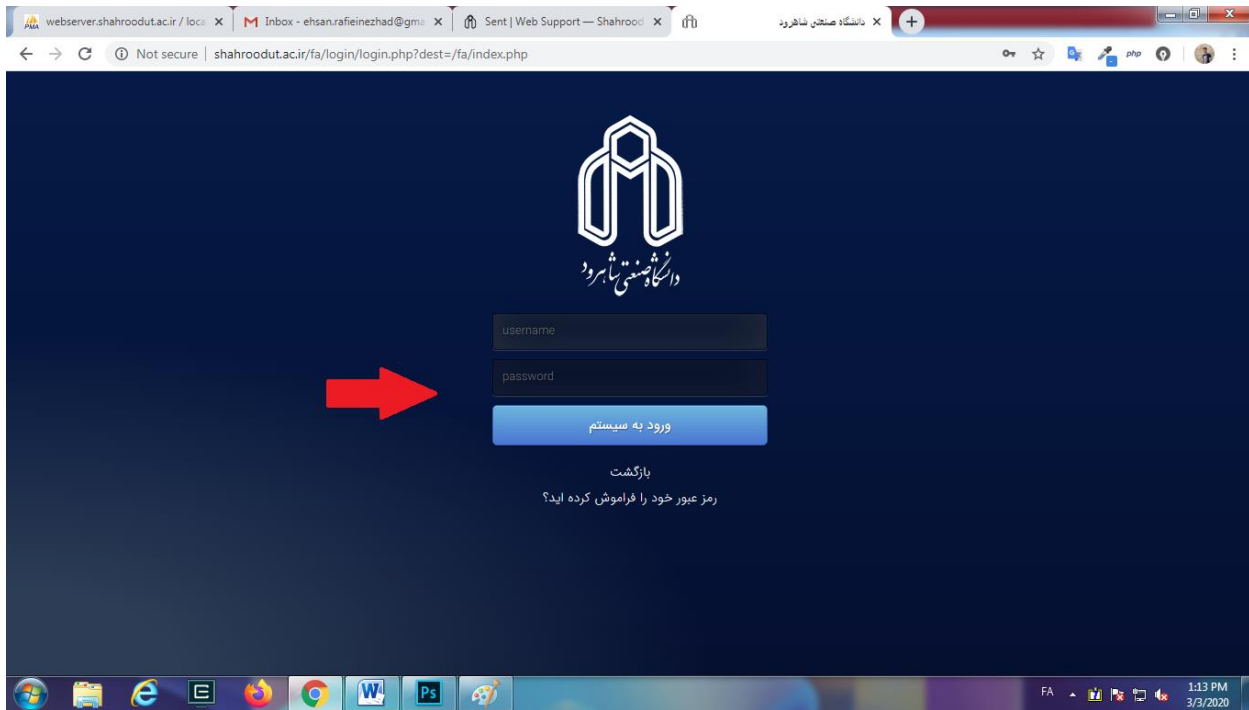 webserver.shahroodut.ac.ir / loca
Inbox - ehsan.rafieinezhad@gma
Sent | Web Support — Shahrood
دانشگاه صنعتی شاهرود
Not secure | shahroodut.ac.ir/fa/login/login.php?dest=/fa/index.php
php
دانشگاه صنعتی شاهرود
username
password
ورود به سیستم
بازگشت
رمز عبور خود را فراموش کرده اید؟
FA
1:13 PM
3/3/2020